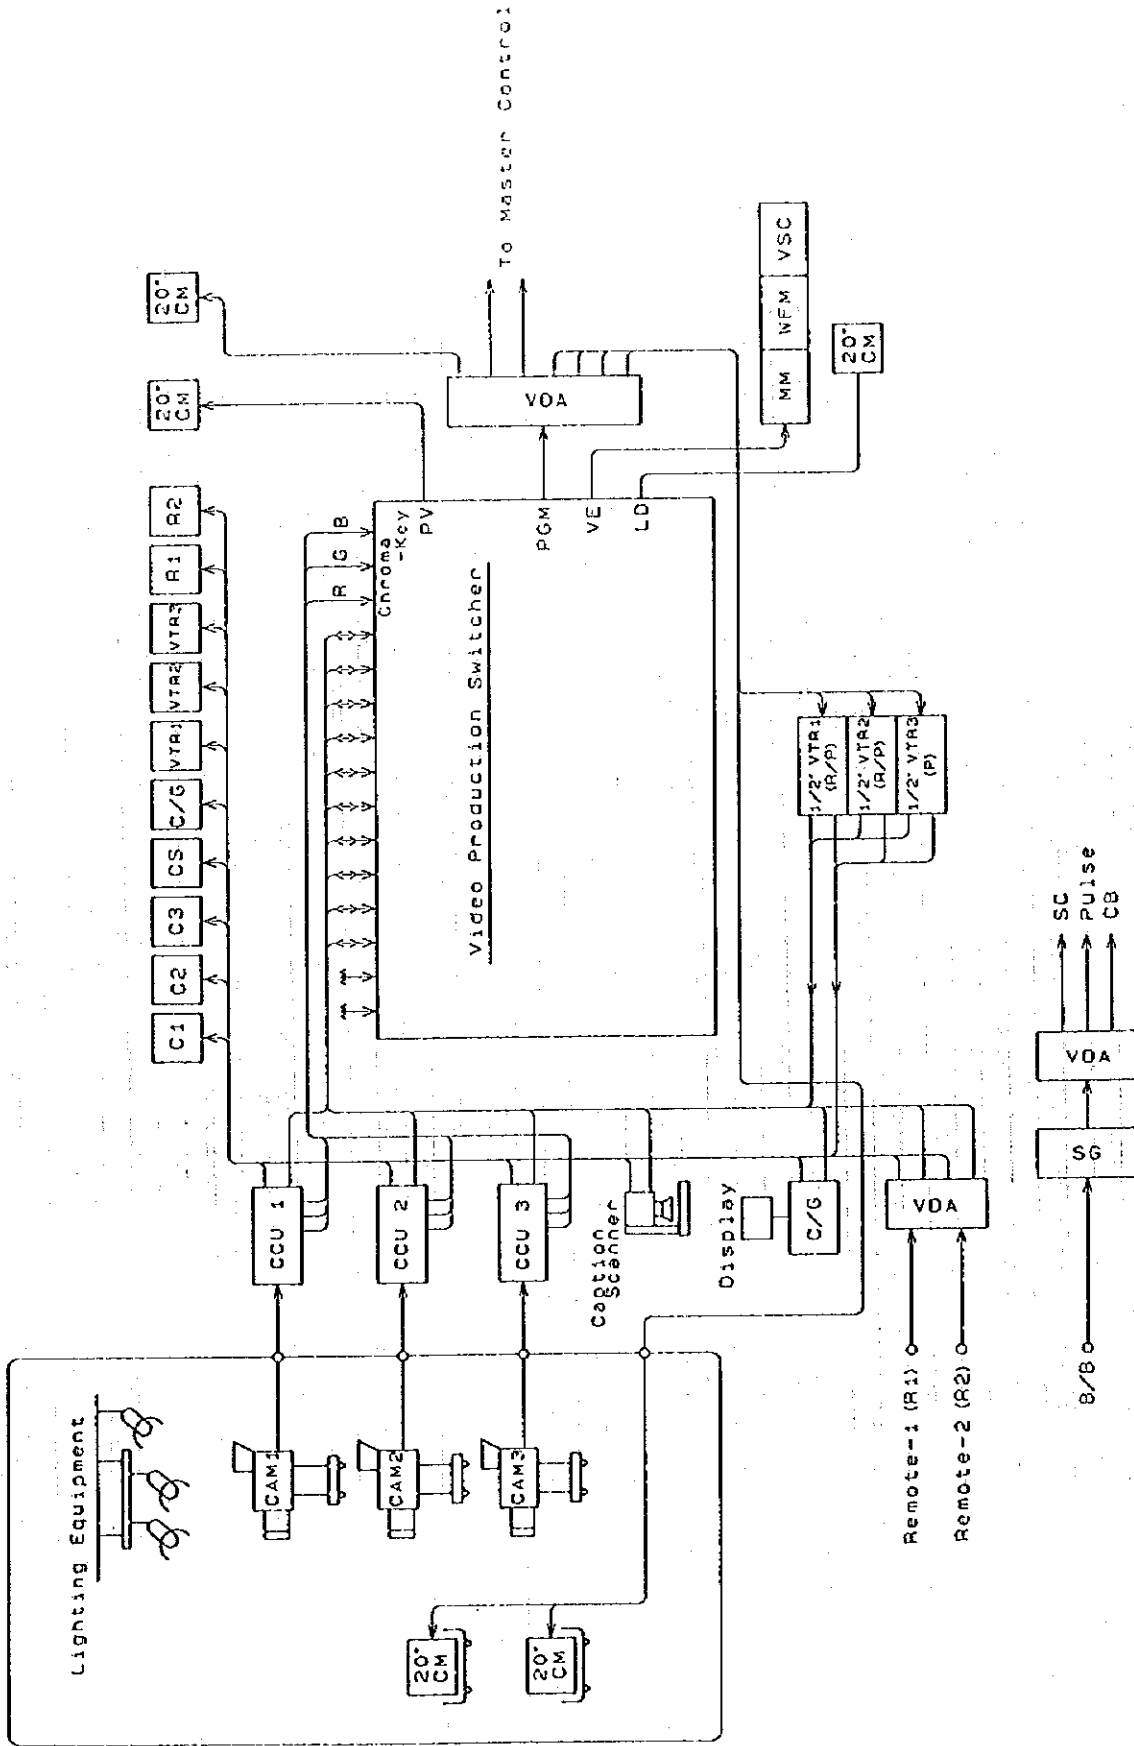 Lighting Equipment
CAM1
CAM2
CAM3
20"
CM
20"
CM
CCU 1
CCU 2
CCU 3
Caption
Scanner
Display
C/G
VDA
Remote-1 (R1)
Remote-2 (R2)
B/B
SG
VDA
SC
Pulse
CB
C1
C2
C3
CS
C/G
VTR1
VTR2
VTR3
R1
R2
20"
CM
20"
CM
R
G
B
Chroma
-Key
PV
PGM
VE
LD
Video Production Switcher
VDA
To Master Control
MM
WFM
VSC
20"
CM
1/2" VTR1
(R/P)
1/2" VTR2
(R/P)
1/2" VTR3
(P)